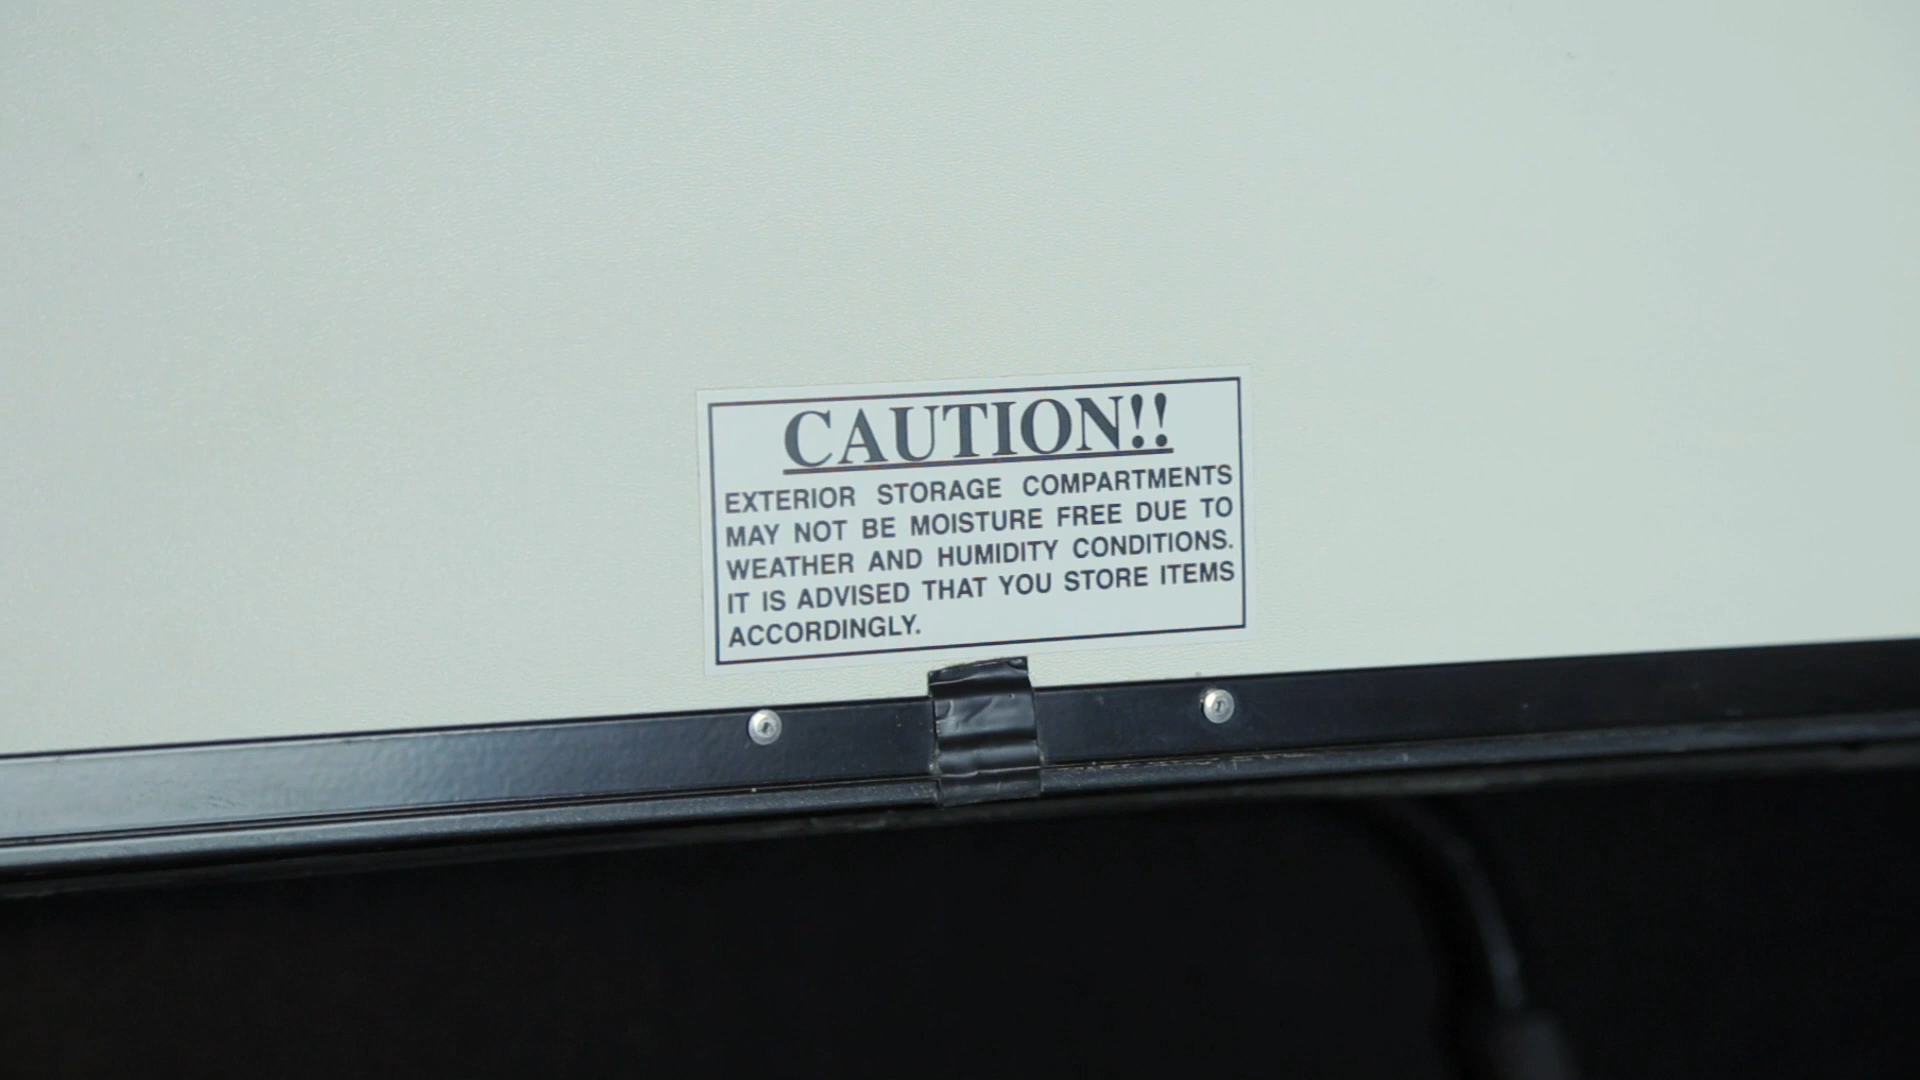 CAUTION!!
EXTERIOR STORAGE COMPARTMENTS
MAY NOT BE MOISTURE FREE DUE TO
WEATHER AND HUMIDITY CONDITIONS.
IT IS ADVISED THAT YOU STORE ITEMS
ACCORDINGLY.